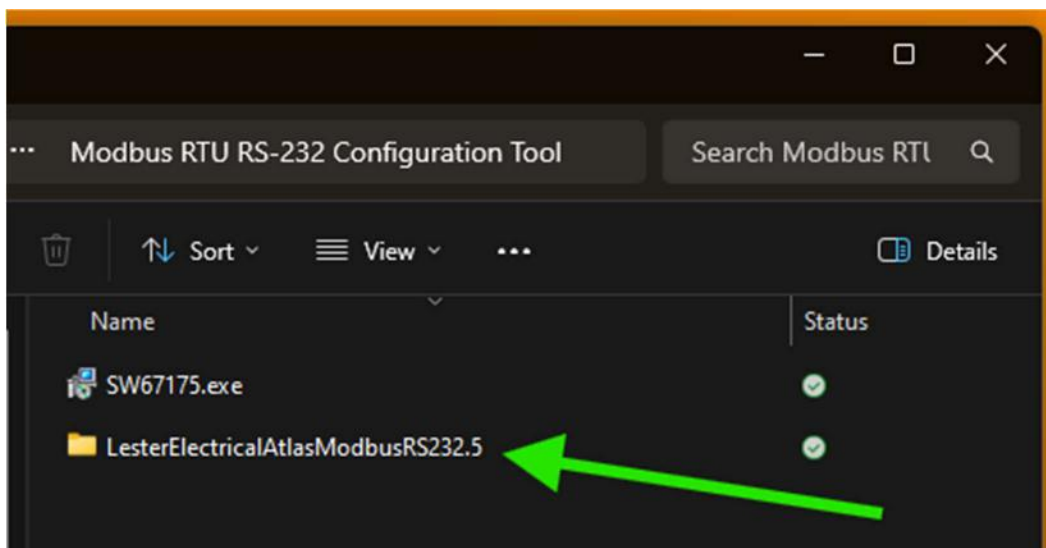 ... Modbus RTU RS-232 Configuration Tool Search Modbus RTU
Sort View ... Details
Name Status
SW67175.exe
LesterElectricalAtlasModbusRS232.5